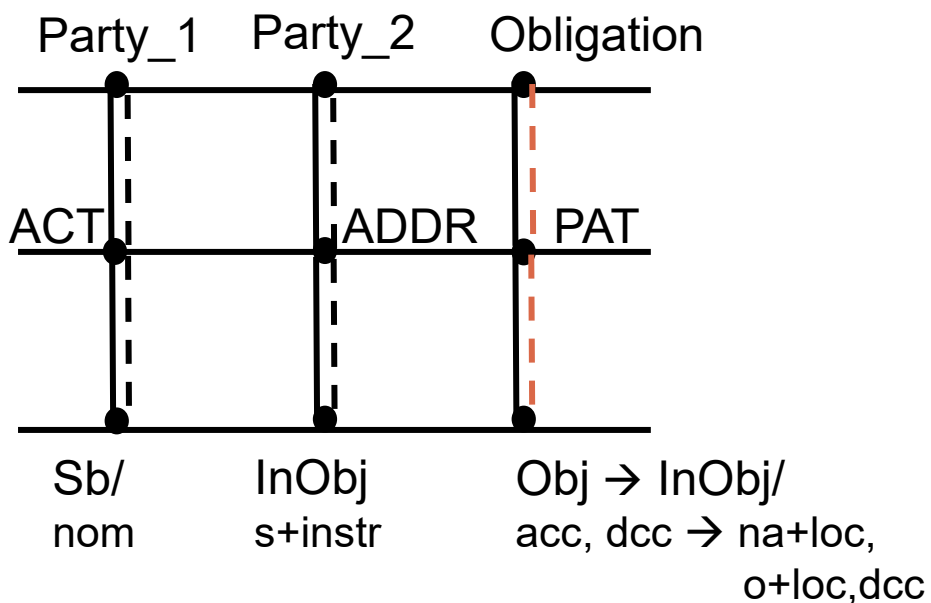 Party_1 Party_2 Obligation
ACT ADDR PAT
Sb/ InObj Obj → InObj/
nom s+instr acc, dcc → na+loc,
o+loc,dcc